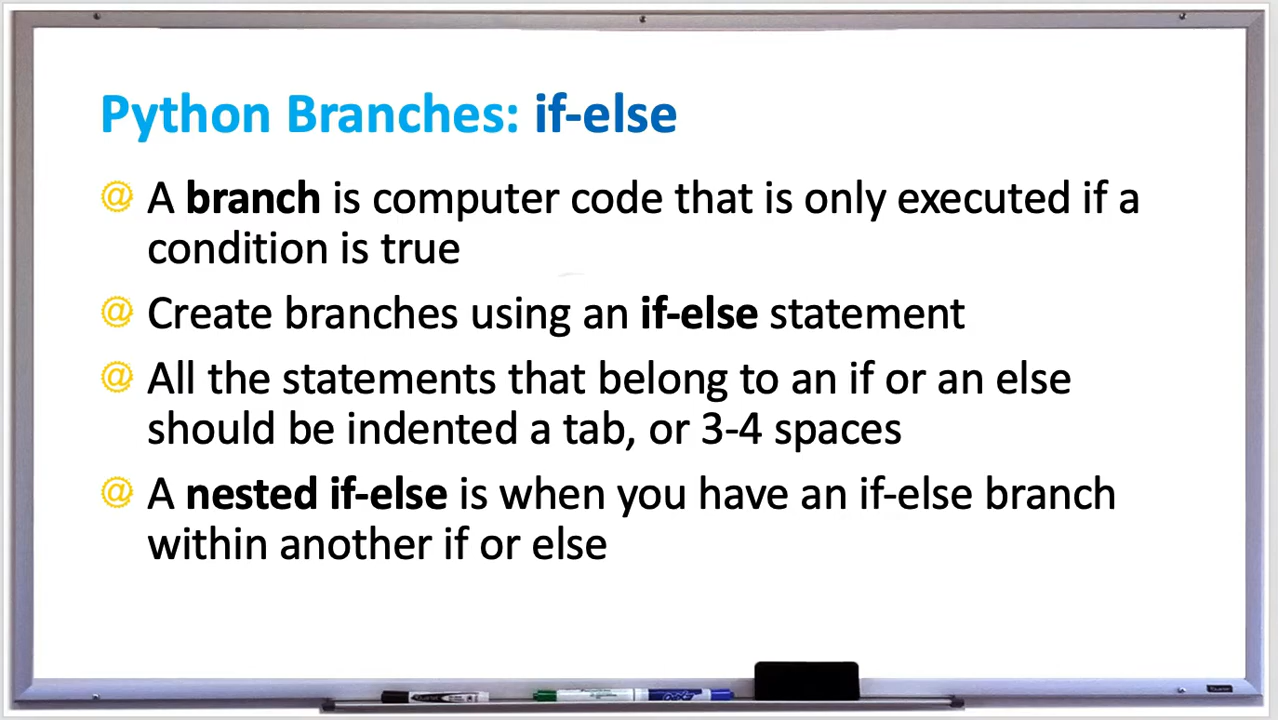 Python Branches: if-else
@ A branch is computer code that is only executed if a
condition is true
@ Create branches using an if-else statement
@ All the statements that belong to an if or an else
should be indented a tab, or 3-4 spaces
@ A nested if-else is when you have an if-else branch
within another if or else